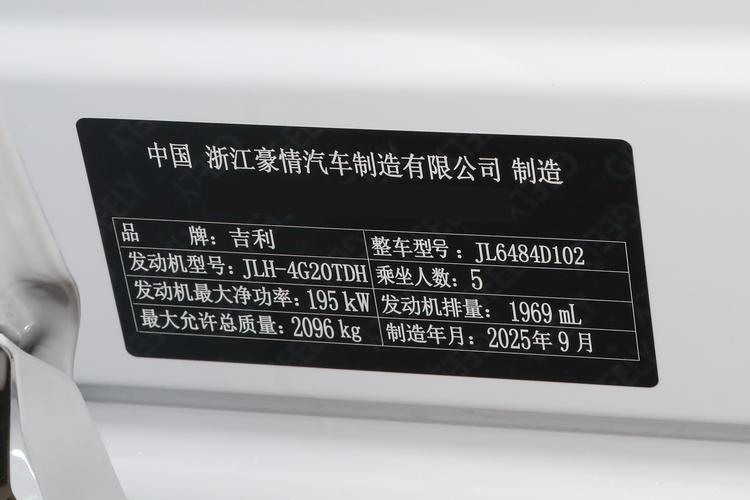 中国 浙江豪情汽车制造有限公司 制造
品 牌：吉利 整车型号：JL6484D102
发动机型号：JLH-4G20TDH 乘坐人数：5
发动机最大净功率：195 kW 发动机排量：1969 mL
最大允许总质量：2096 kg 制造年月：2025年9月